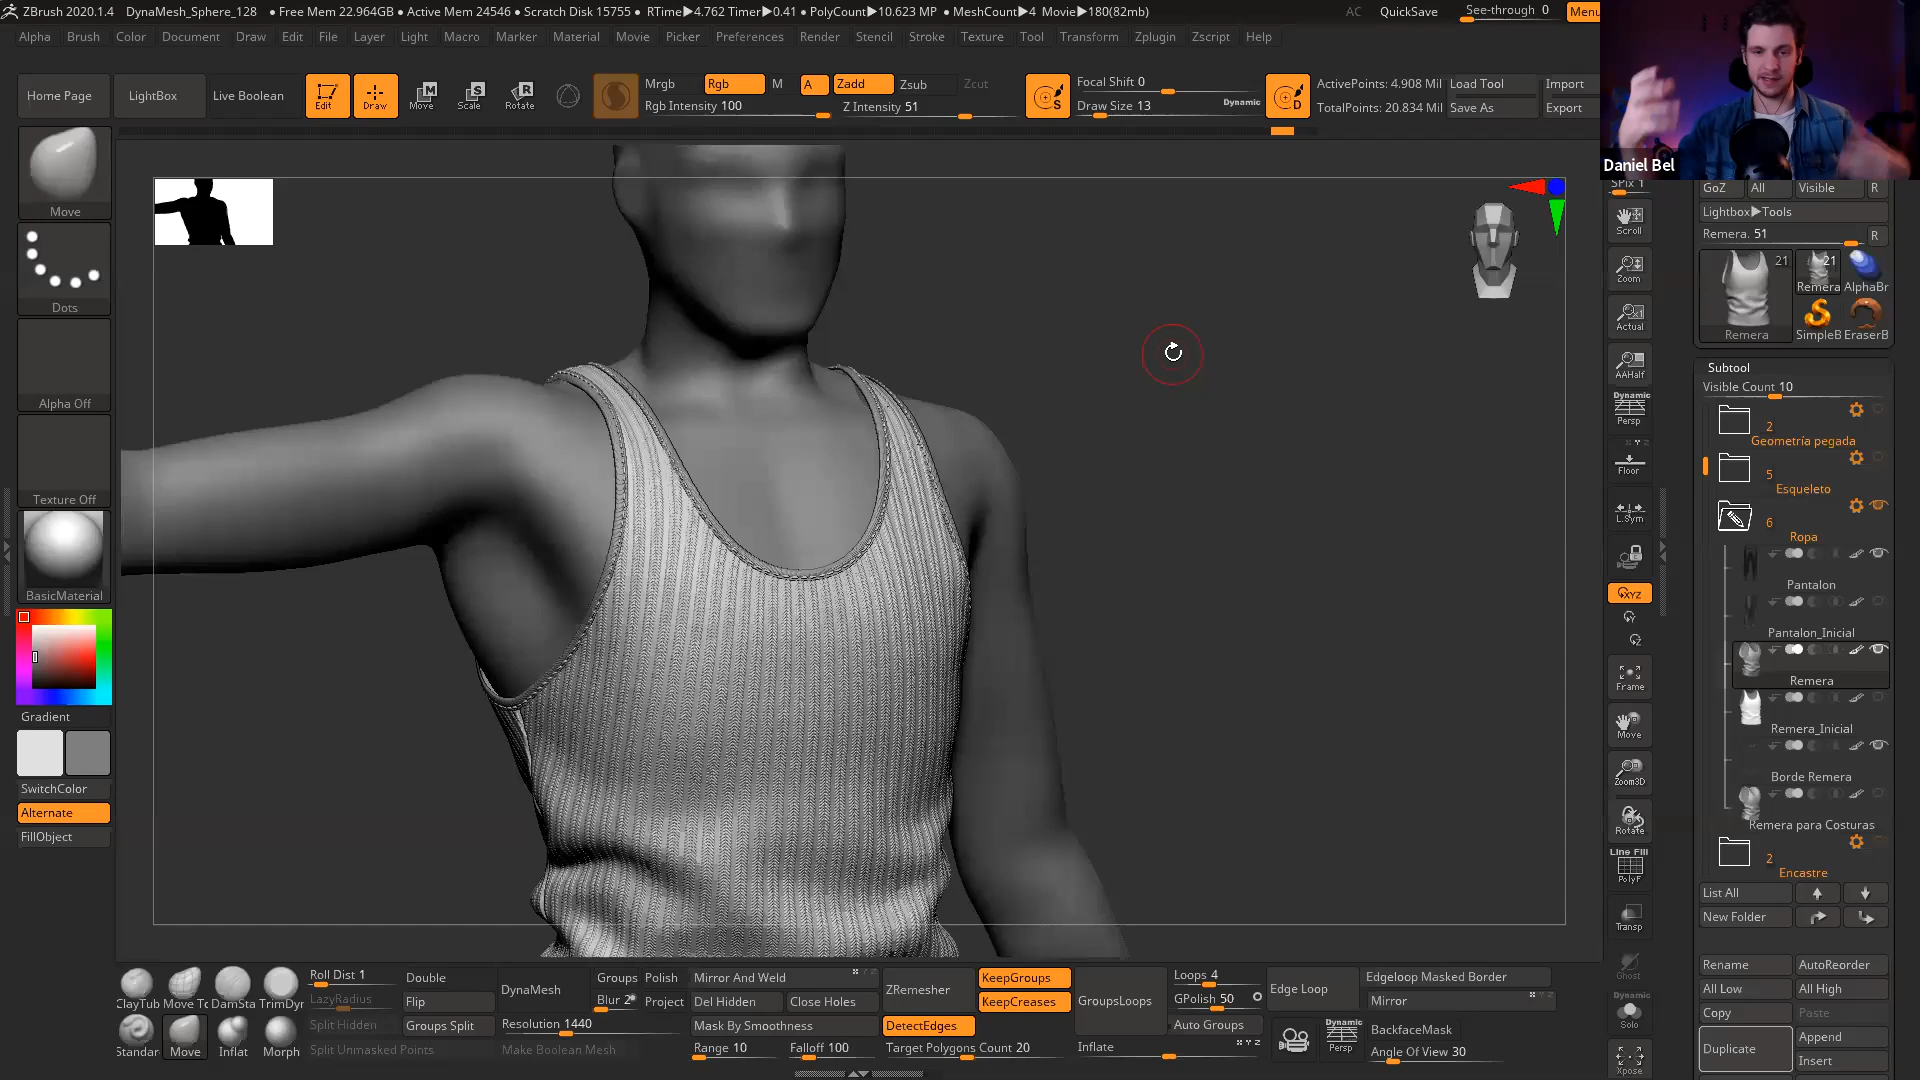 ZBrush 2020.1.4 DynaMesh_Sphere_128 • Free Mem 22.964GB • Active Mem 24546 • Scratch Disk 15755 • RTime▶4.762 Timer▶0.41 • PolyCount▶10.623 MP • MeshCount▶4 Movie▶180(82mb) AC QuickSave See-through 0 Menu
Alpha Brush Color Document Draw Edit File Layer Light Macro Marker Material Movie Picker Preferences Render Stencil Stroke Texture Tool Transform Zplugin Zscript Help
Home Page LightBox Live Boolean Edit Draw Move Scale Rotate
Mrgb Rgb M A Zadd Zsub Zcut
Rgb Intensity 100 Z Intensity 51
Focal Shift 0
Draw Size 13 Dynamic
ActivePoints: 4.908 Mil Load Tool Import
TotalPoints: 20.834 Mil Save As Export
Daniel Bel
Move
Dots
Alpha Off
Texture Off
BasicMaterial
Gradient
SwitchColor
Alternate
FillObject
SPix 1
Scroll
Zoom
Actual
AAHalf
Dynamic
Persp
Floor
L.Sym
XYZ
Frame
Move
Zoom3D
Rotate
Line Fill
PolyF
Transp
Ghost
Dynamic
Solo
Xpose
GoZ All Visible R
Lightbox▶Tools
Remera. 51 R
21 21
Remera AlphaBr
Remera SimpleB EraserB
Subtool
Visible Count 10
2
Geometría pegada
5
Esqueleto
6
Ropa
Pantalon
Pantalon_Inicial
Remera
Remera_Inicial
Borde Remera
Remera para Costuras
2
Encastre
List All
New Folder
Rename AutoReorder
All Low All High
Copy Paste
Duplicate Append
Insert
ClayTub Move To DamSta TrimDyn
Standar Move Inflat Morph
Roll Dist 1
LazyRadius
Split Hidden
Split Unmasked Points
Double
Flip
Groups Split
DynaMesh
Resolution 1440
Make Boolean Mesh
Groups Polish
Blur 2 Project
Mirror And Weld
Del Hidden Close Holes
Mask By Smoothness
Range 10 Falloff 100
ZRemesher
KeepGroups
KeepCreases
DetectEdges
Target Polygons Count 20
GroupsLoops
Inflate
Loops 4
GPolish 50
Auto Groups
Edge Loop
Edgeloop Masked Border
Mirror
Dynamic
Persp
BackfaceMask
Angle Of View 30